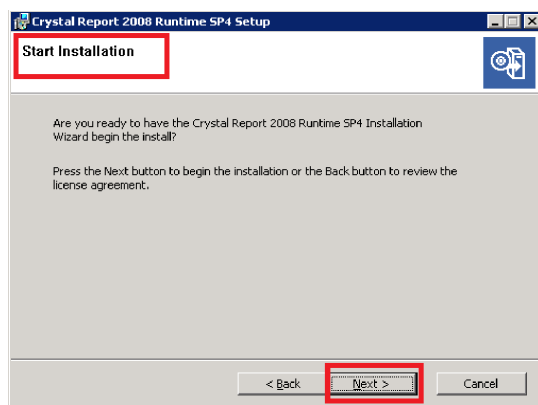 Crystal Report 2008 Runtime SP4 Setup
Start Installation
Are you ready to have the Crystal Report 2008 Runtime SP4 Installation
Wizard begin the install?
Press the Next button to begin the installation or the Back button to review the
license agreement.
< Back
Next >
Cancel